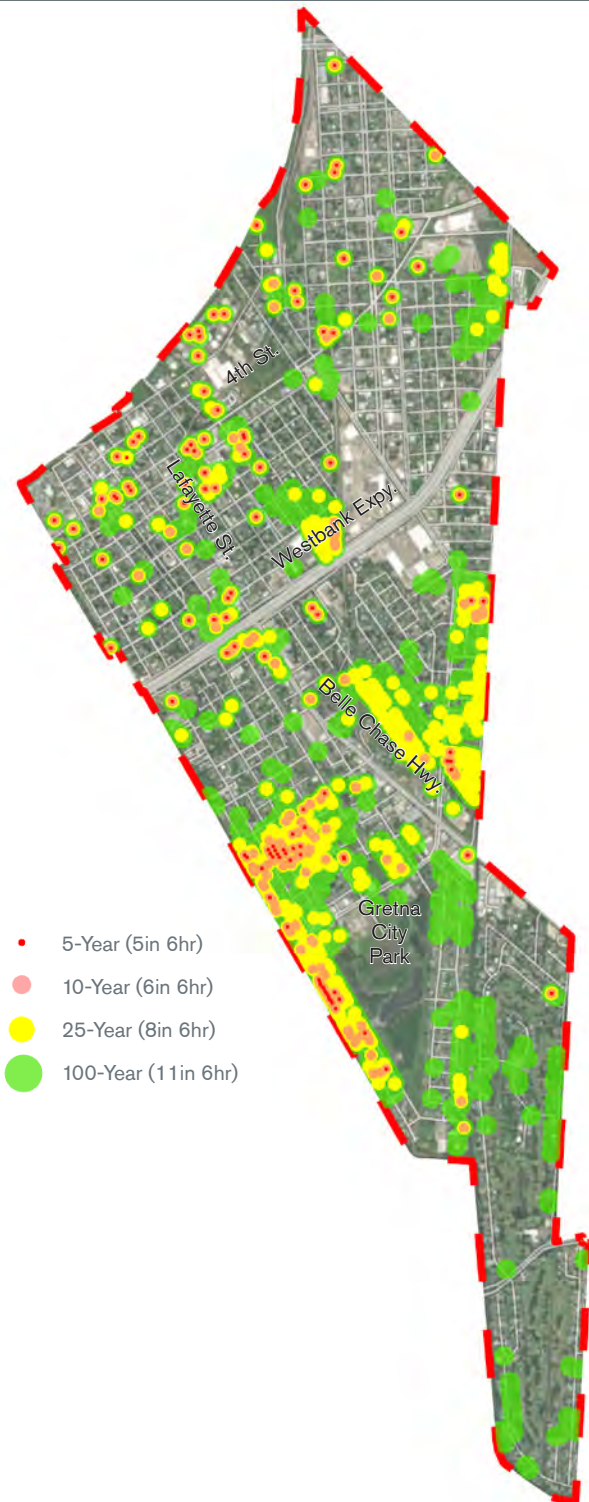 4th St.
Lafayette St.
Westbank Expy.
Belle Chase Hwy.
Gretna
City
Park
5-Year (5in 6hr)
10-Year (6in 6hr)
25-Year (8in 6hr)
100-Year (11in 6hr)